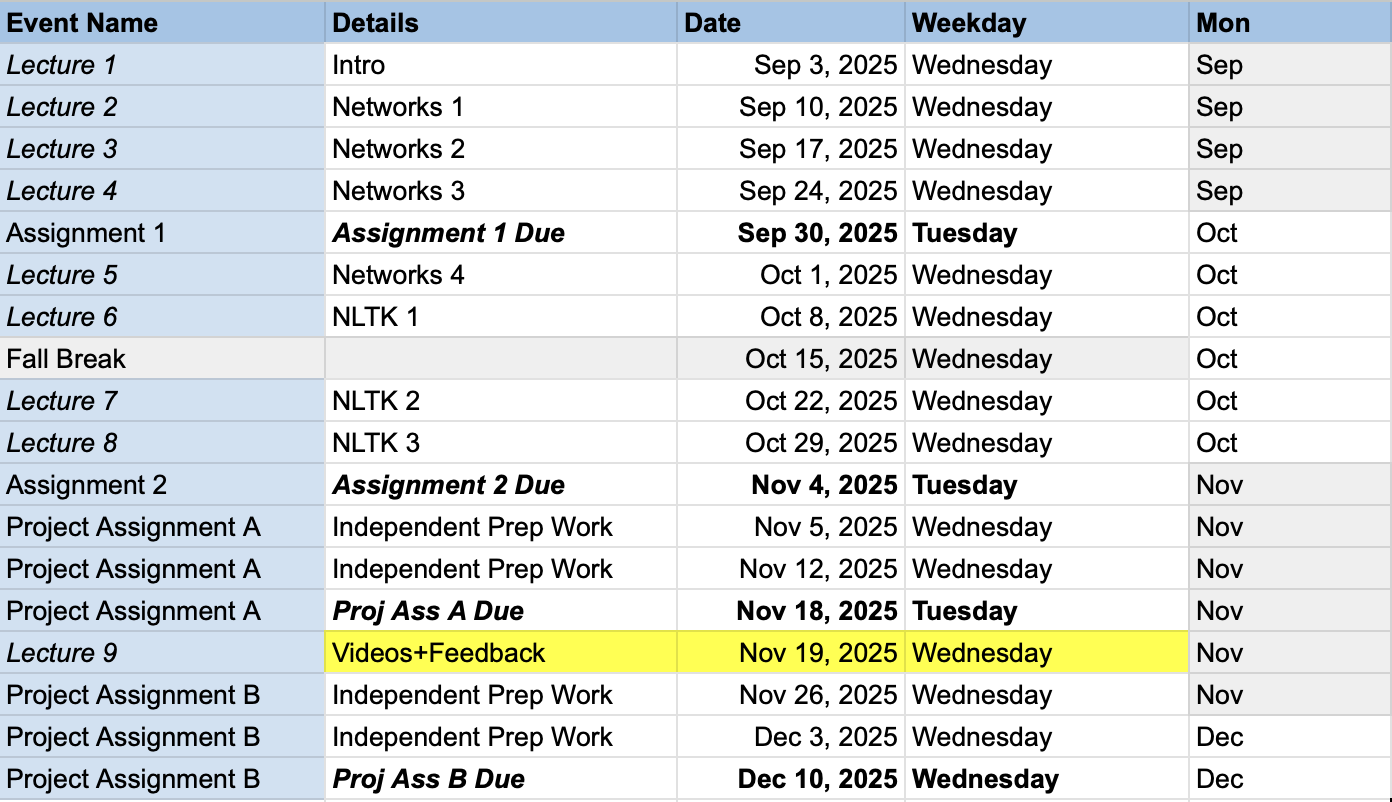 Event Name Details Date Weekday Mon
Lecture 1 Intro Sep 3, 2025 Wednesday Sep
Lecture 2 Networks 1 Sep 10, 2025 Wednesday Sep
Lecture 3 Networks 2 Sep 17, 2025 Wednesday Sep
Lecture 4 Networks 3 Sep 24, 2025 Wednesday Sep
Assignment 1 Assignment 1 Due Sep 30, 2025 Tuesday Oct
Lecture 5 Networks 4 Oct 1, 2025 Wednesday Oct
Lecture 6 NLTK 1 Oct 8, 2025 Wednesday Oct
Fall Break Oct 15, 2025 Wednesday Oct
Lecture 7 NLTK 2 Oct 22, 2025 Wednesday Oct
Lecture 8 NLTK 3 Oct 29, 2025 Wednesday Oct
Assignment 2 Assignment 2 Due Nov 4, 2025 Tuesday Nov
Project Assignment A Independent Prep Work Nov 5, 2025 Wednesday Nov
Project Assignment A Independent Prep Work Nov 12, 2025 Wednesday Nov
Project Assignment A Proj Ass A Due Nov 18, 2025 Tuesday Nov
Lecture 9 Videos+Feedback Nov 19, 2025 Wednesday Nov
Project Assignment B Independent Prep Work Nov 26, 2025 Wednesday Nov
Project Assignment B Independent Prep Work Dec 3, 2025 Wednesday Dec
Project Assignment B Proj Ass B Due Dec 10, 2025 Wednesday Dec